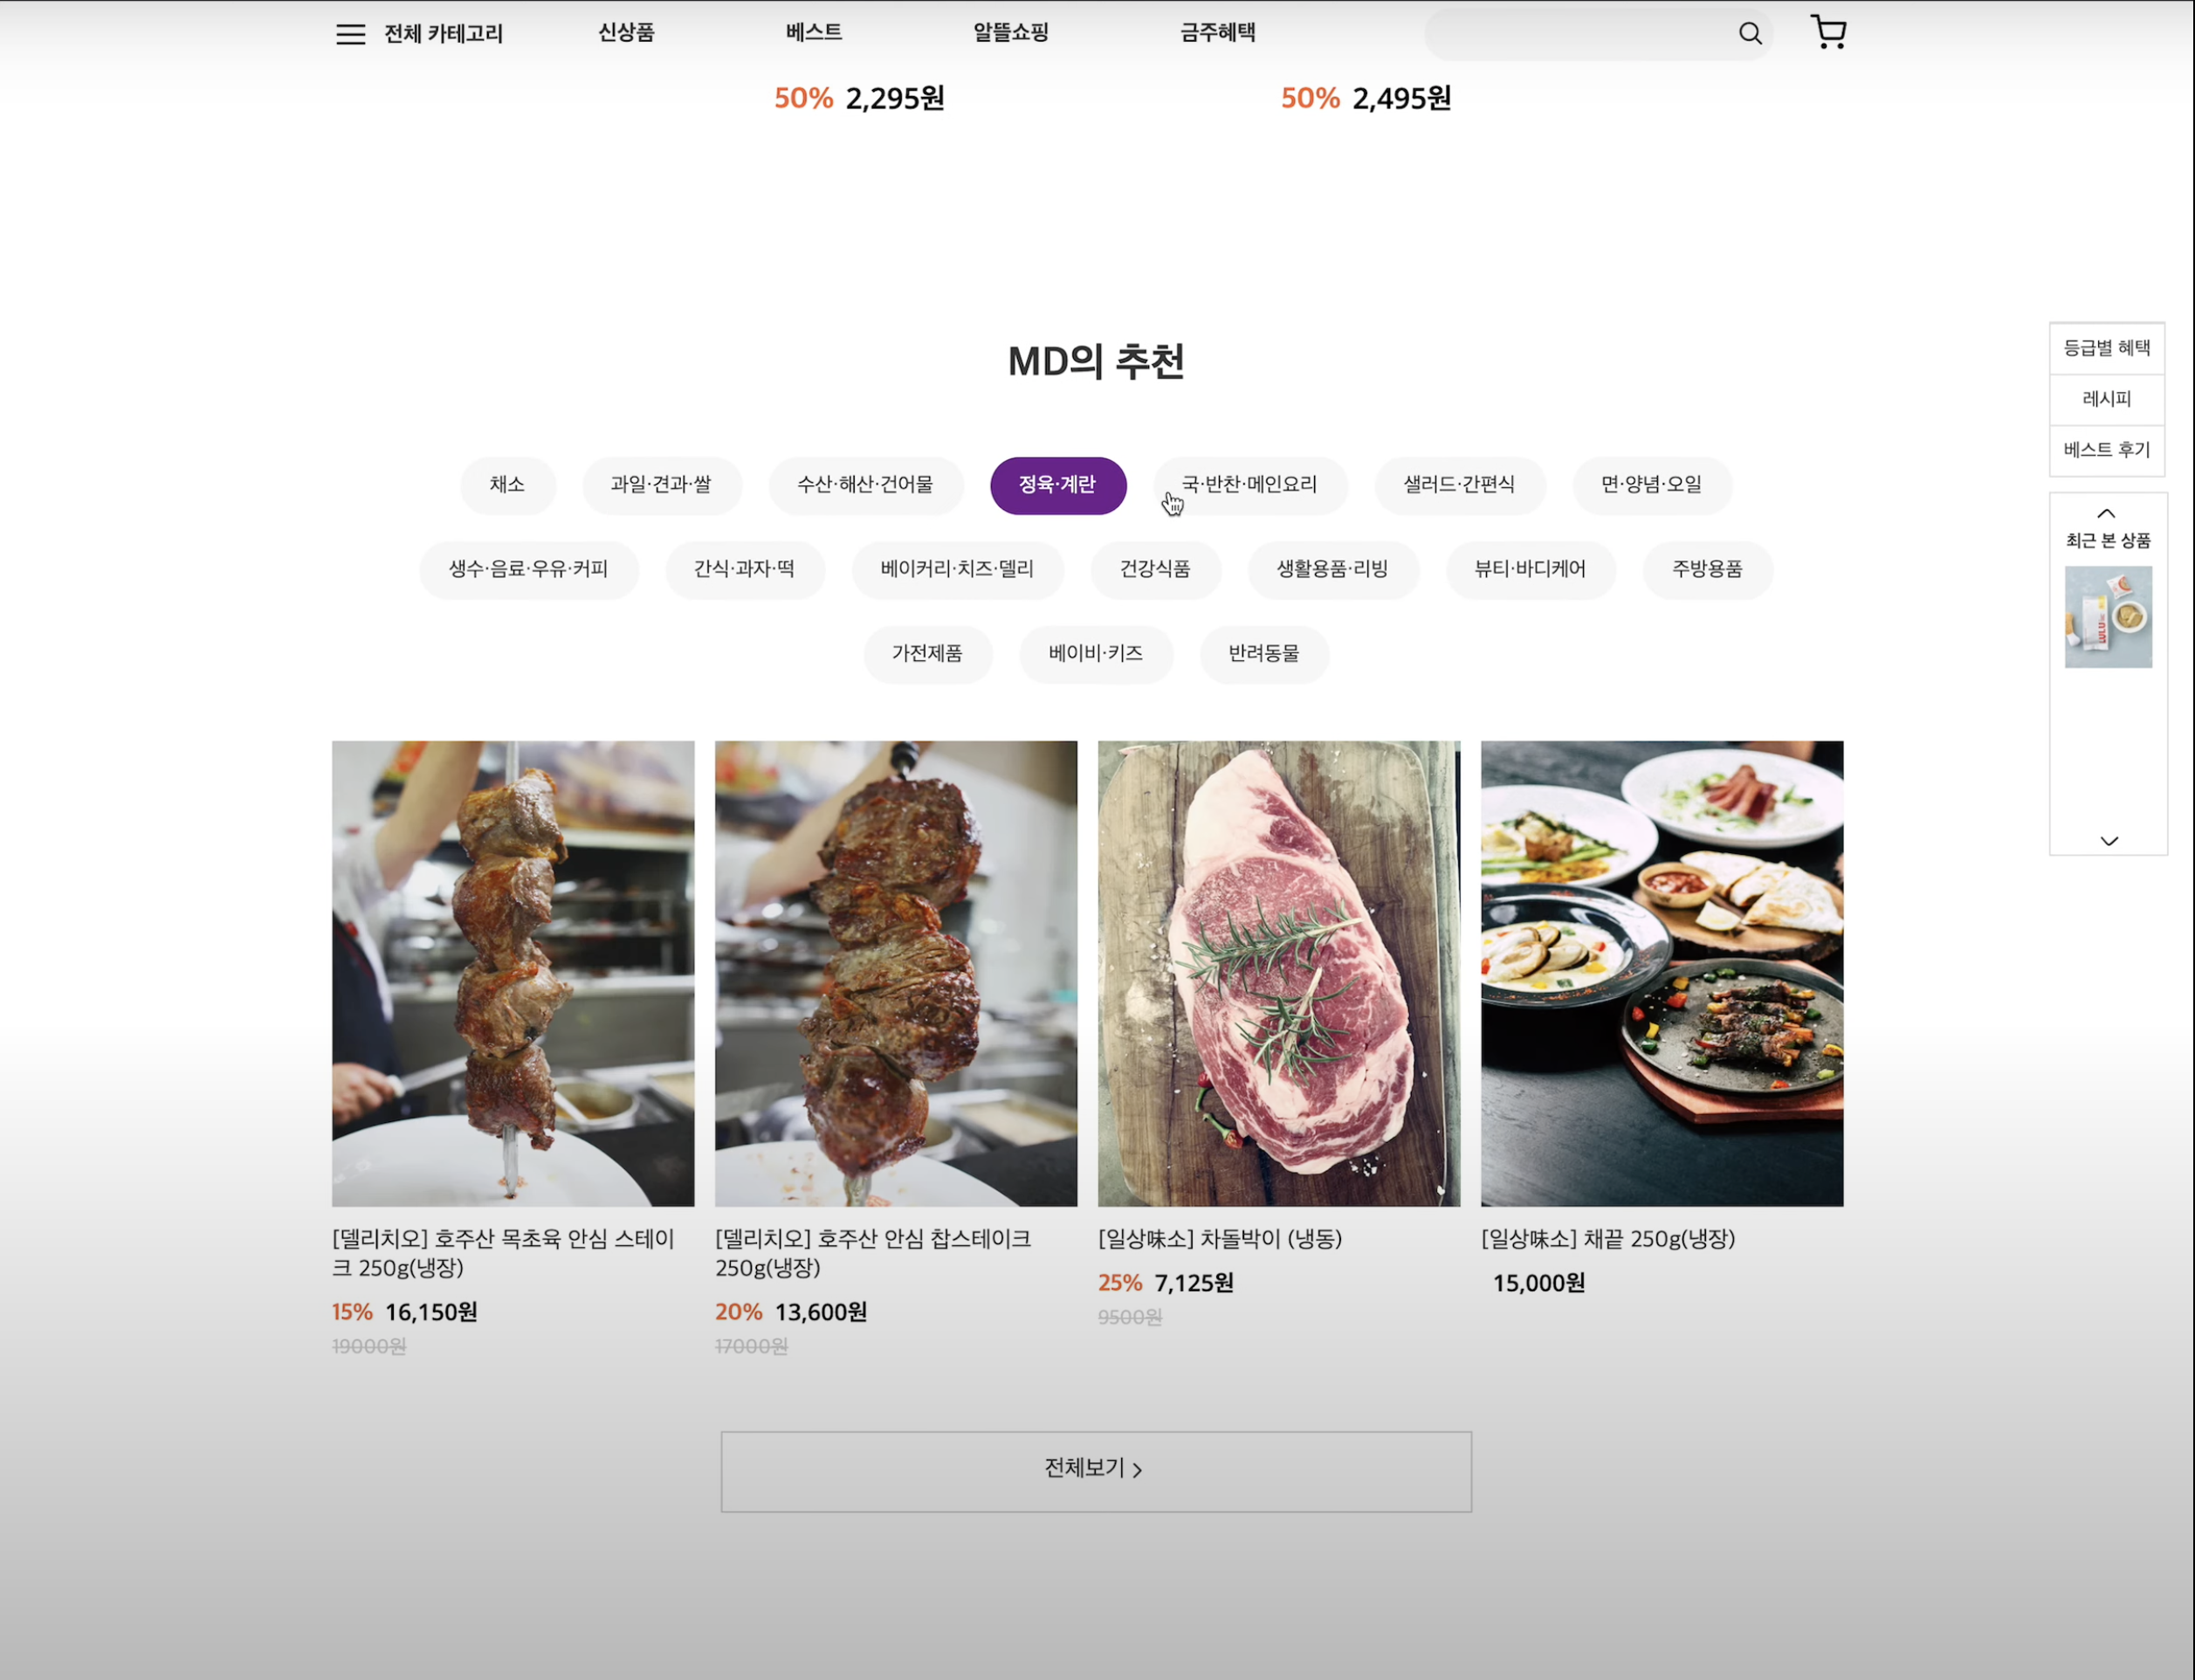 전체 카테고리 신상품 베스트 알뜰쇼핑 금주혜택
50% 2,295원 50% 2,495원
MD의 추천
채소 과일·견과·쌀 수산·해산·건어물 정육·계란 국·반찬·메인요리 샐러드·간편식 면·양념·오일
생수·음료·우유·커피 간식·과자·떡 베이커리·치즈·델리 건강식품 생활용품·리빙 뷰티·바디케어 주방용품
가전제품 베이비·키즈 반려동물
등급별 혜택
레시피
베스트 후기
최근 본 상품
LULU
[델리치오] 호주산 목초육 안심 스테이
크 250g(냉장)
15% 16,150원
19000원
[델리치오] 호주산 안심 찹스테이크
250g(냉장)
20% 13,600원
17000원
[일상味소] 차돌박이 (냉동)
25% 7,125원
9500원
[일상味소] 채끝 250g(냉장)
15,000원
전체보기